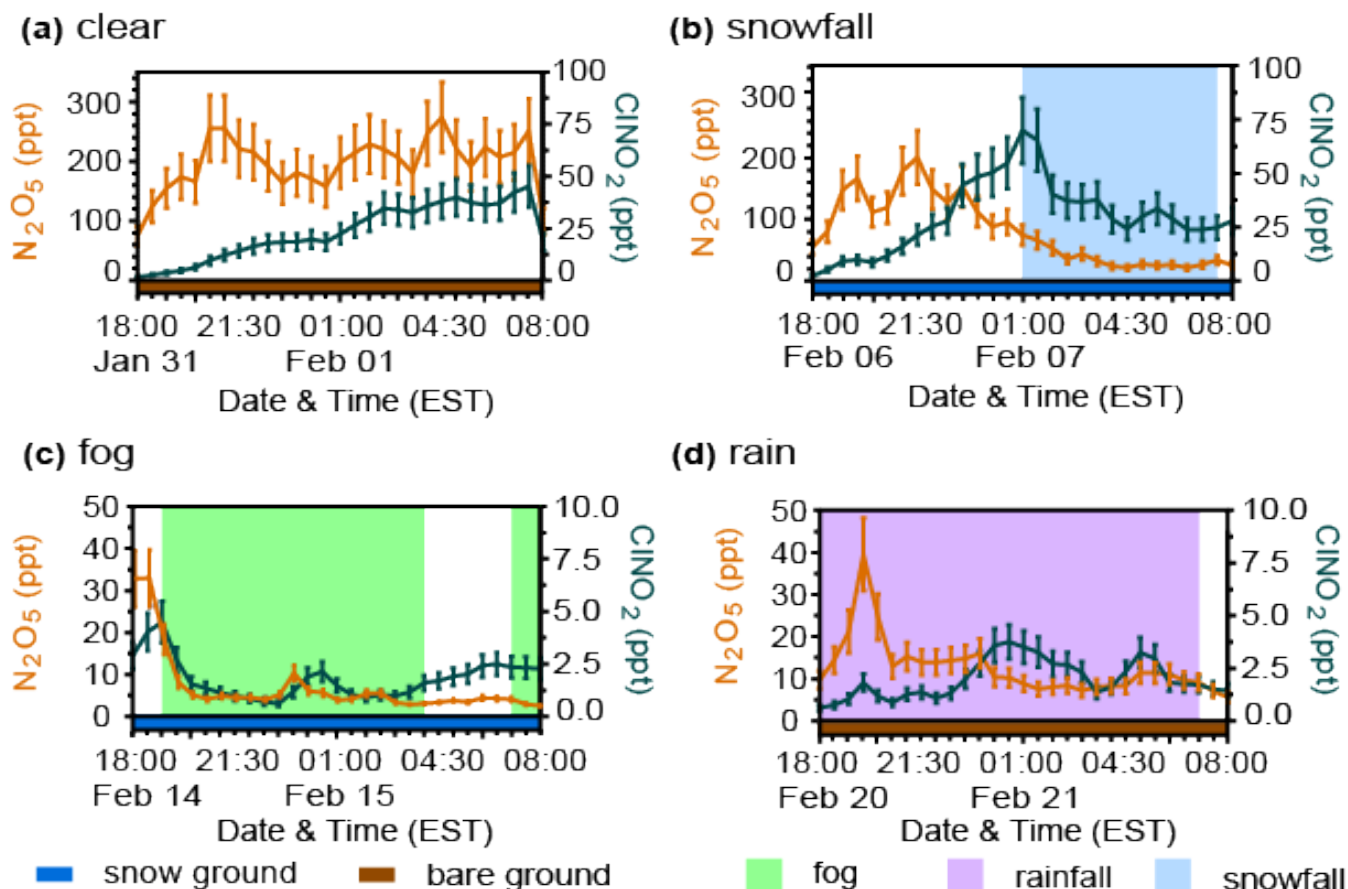 (a) clear
N₂O₅ (ppt)
300
200
100
0
100
75
50
25
0
ClNO₂ (ppt)
18:00 21:30 01:00 04:30 08:00
Jan 31 Feb 01
Date & Time (EST)
(b) snowfall
N₂O₅ (ppt)
300
200
100
0
100
75
50
25
0
ClNO₂ (ppt)
18:00 21:30 01:00 04:30 08:00
Feb 06 Feb 07
Date & Time (EST)
(c) fog
N₂O₅ (ppt)
50
40
30
20
10
0
10.0
7.5
5.0
2.5
0.0
ClNO₂ (ppt)
18:00 21:30 01:00 04:30 08:00
Feb 14 Feb 15
Date & Time (EST)
(d) rain
N₂O₅ (ppt)
50
40
30
20
10
0
10.0
7.5
5.0
2.5
0.0
ClNO₂ (ppt)
18:00 21:30 01:00 04:30 08:00
Feb 20 Feb 21
Date & Time (EST)
snow ground bare ground fog rainfall snowfall